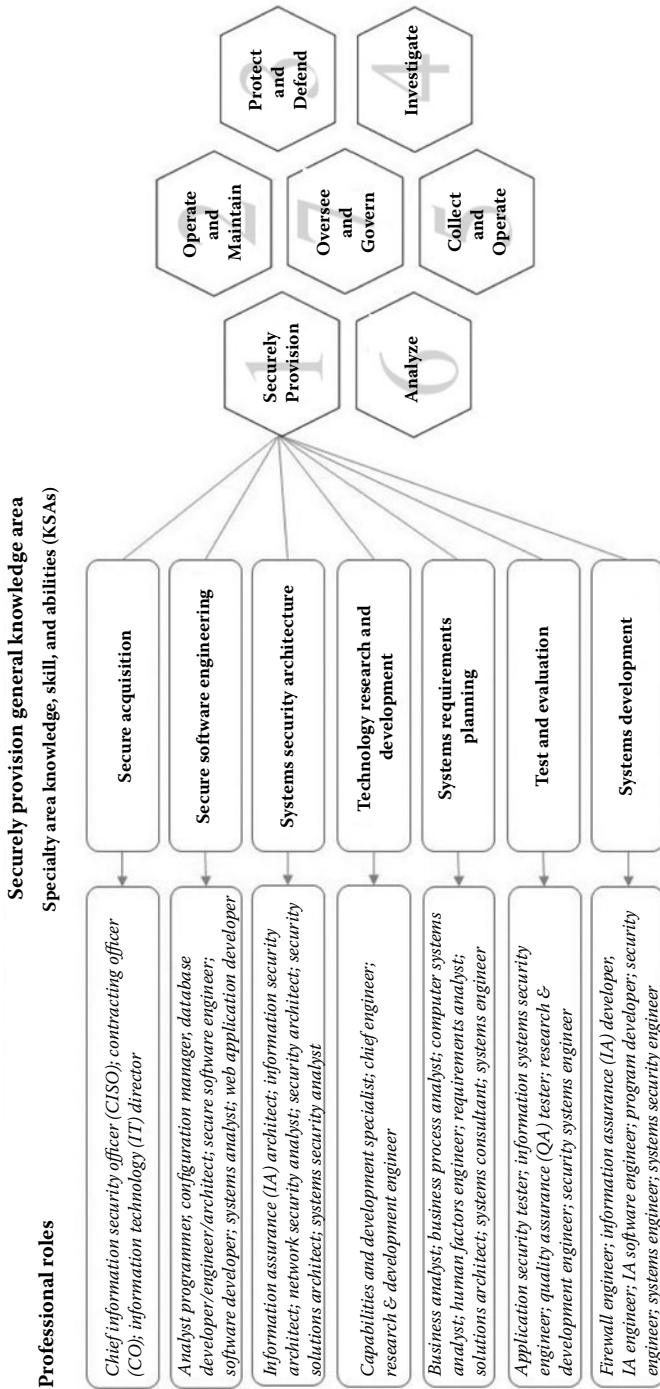 Securely provision general knowledge area
Specialty area knowledge, skill, and abilities (KSAs)
Professional roles
Chief information security officer (CISO); contracting officer
(CO); information technology (IT) director
Secure acquisition
Analyst programmer, configuration manager, database
developer/engineer/architect; secure software engineer;
software developer; systems analyst; web application developer
Secure software engineering
Information assurance (IA) architect; information security
architect; network security analyst; security architect; security
solutions architect; systems security analyst
Systems security architecture
Capabilities and development specialist; chief engineer;
research & development engineer
Technology research and
development
Business analyst; business process analyst; computer systems
analyst; human factors engineer; requirements analyst;
solutions architect; systems consultant; systems engineer
Systems requirements
planning
Application security tester; information systems security
engineer; quality assurance (QA) tester; research &
development engineer; security systems engineer
Test and evaluation
Firewall engineer; information assurance (IA) developer,
IA engineer; IA software engineer; program developer; security
engineer; systems engineer; systems security engineer
Systems development
1
Securely
Provision
2
Operate
and
Maintain
3
Protect
and
Defend
6
Analyze
7
Oversee
and
Govern
4
Investigate
5
Collect
and
Operate